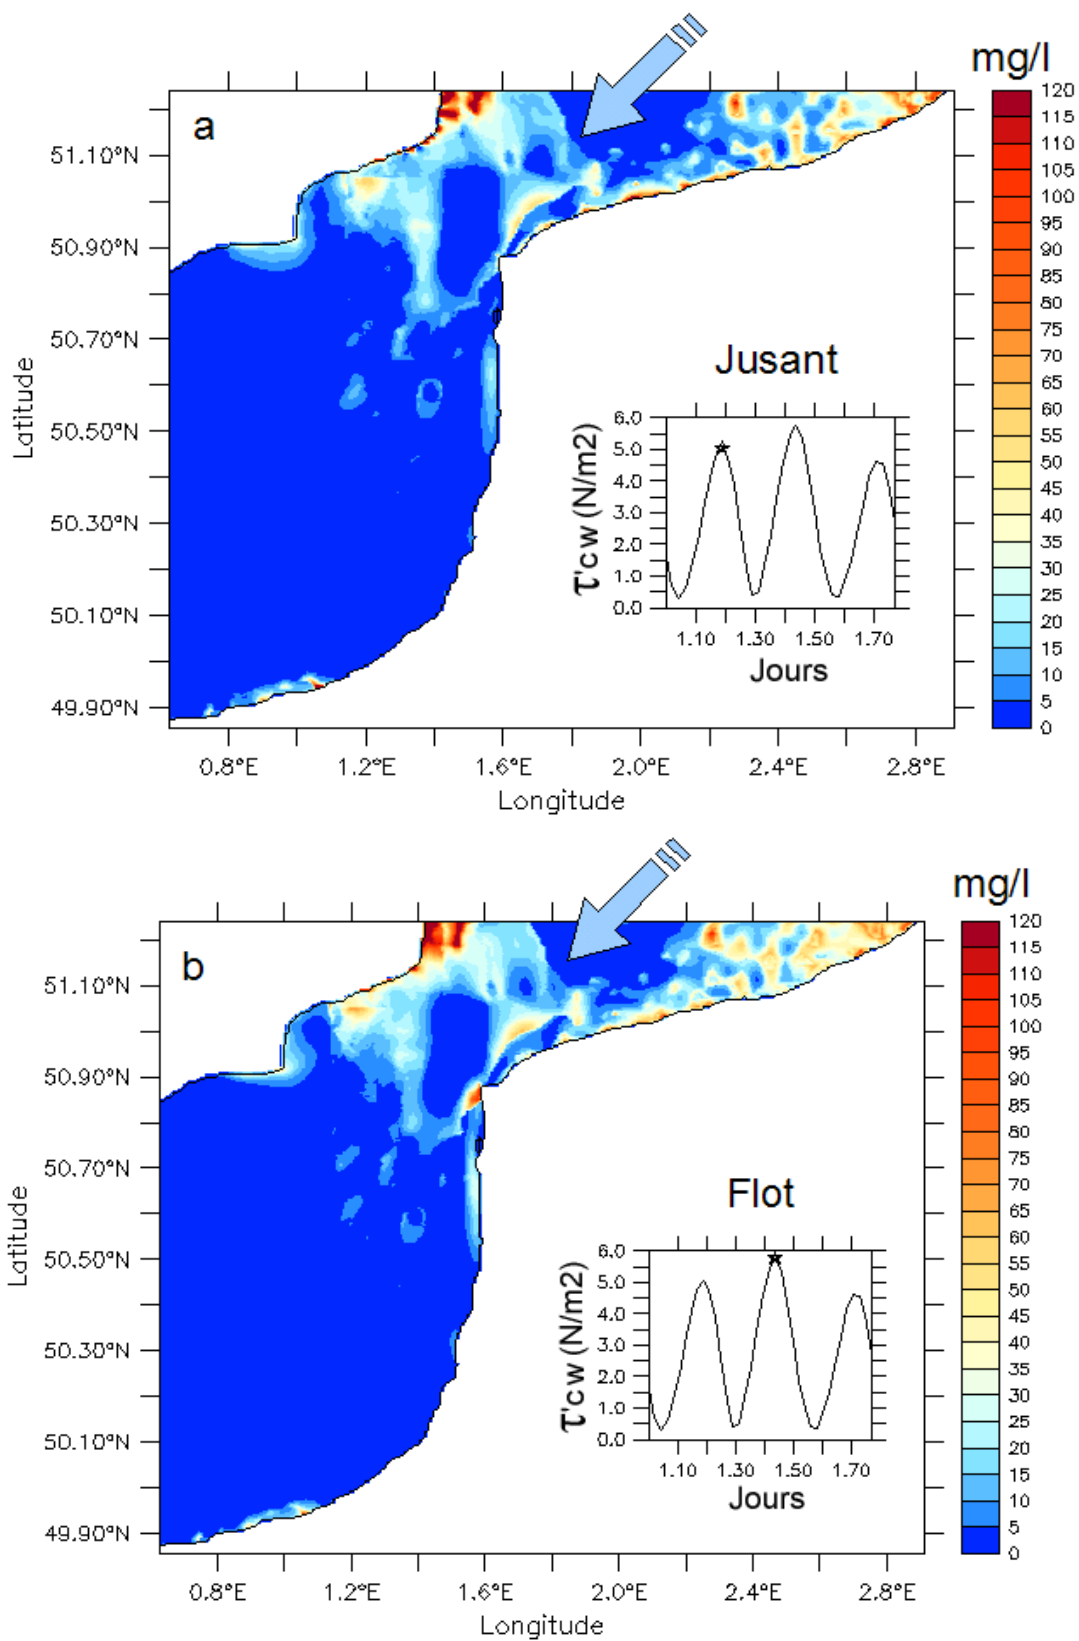 mg/l
a
120
115
110
105
100
95
90
85
80
75
70
65
60
55
50
45
40
35
30
25
20
15
10
5
0
51.10°N
50.90°N
50.70°N
50.50°N
50.30°N
50.10°N
49.90°N
Latitude
Jusant
6.0
5.0
4.0
3.0
2.0
1.0
0.0
τ'cw (N/m2)
1.10 1.30 1.50 1.70
Jours
0.8°E 1.2°E 1.6°E 2.0°E 2.4°E 2.8°E
Longitude
mg/l
b
120
115
110
105
100
95
90
85
80
75
70
65
60
55
50
45
40
35
30
25
20
15
10
5
0
51.10°N
50.90°N
50.70°N
50.50°N
50.30°N
50.10°N
49.90°N
Latitude
Flot
6.0
5.0
4.0
3.0
2.0
1.0
0.0
τ'cw (N/m2)
1.10 1.30 1.50 1.70
Jours
0.8°E 1.2°E 1.6°E 2.0°E 2.4°E 2.8°E
Longitude